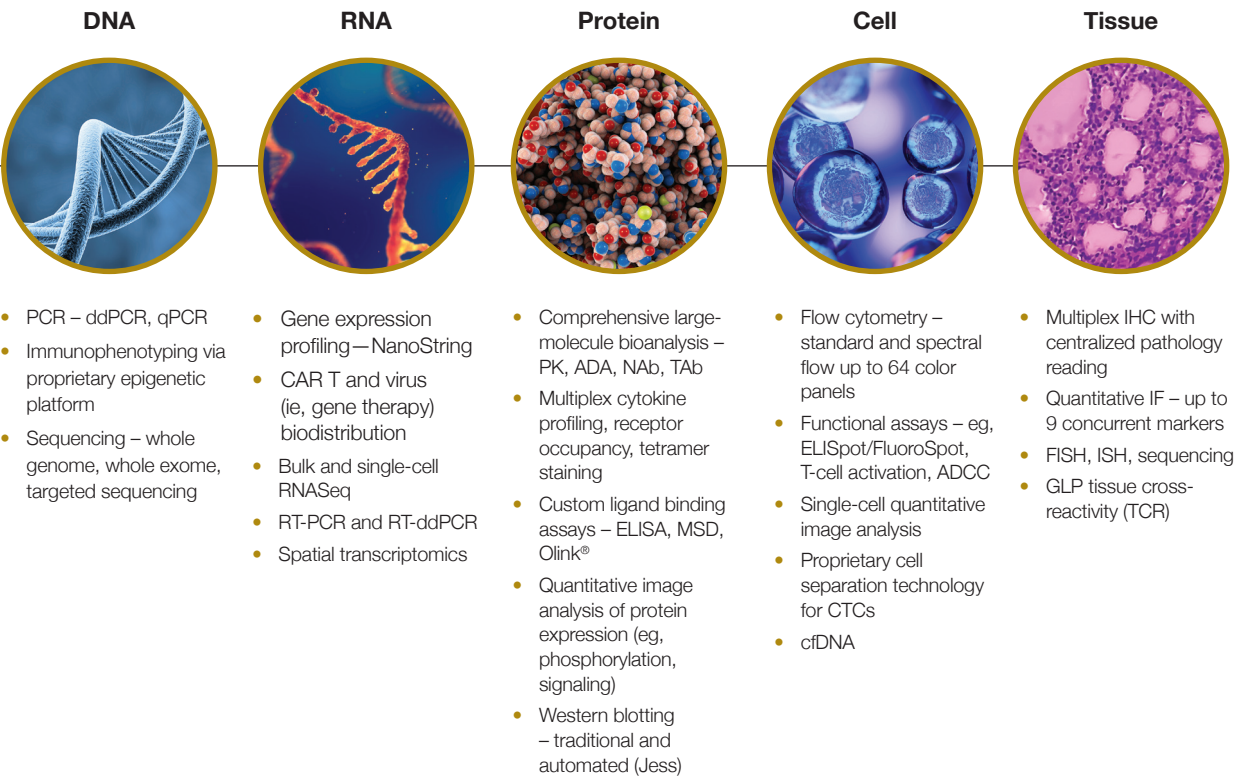 DNA
PCR – ddPCR, qPCR
Immunophenotyping via
proprietary epigenetic
platform
Sequencing – whole
genome, whole exome,
targeted sequencing
RNA
Gene expression
profiling—NanoString
CAR T and virus
(ie, gene therapy)
biodistribution
Bulk and single-cell
RNASeq
RT-PCR and RT-ddPCR
Spatial transcriptomics
Protein
Comprehensive large-
molecule bioanalysis –
PK, ADA, NAb, TAb
Multiplex cytokine
profiling, receptor
occupancy, tetramer
staining
Custom ligand binding
assays – ELISA, MSD,
Olink®
Quantitative image
analysis of protein
expression (eg,
phosphorylation,
signaling)
Western blotting
– traditional and
automated (Jess)
Cell
Flow cytometry –
standard and spectral
flow up to 64 color
panels
Functional assays – eg,
ELISpot/FluoroSpot,
T-cell activation, ADCC
Single-cell quantitative
image analysis
Proprietary cell
separation technology
for CTCs
cfDNA
Tissue
Multiplex IHC with
centralized pathology
reading
Quantitative IF – up to
9 concurrent markers
FISH, ISH, sequencing
GLP tissue cross-
reactivity (TCR)